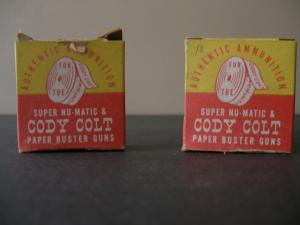 AUTHENTIC AMMUNITION
FOR
THE
SUPER NU-MATIC &
CODY COLT
PAPER BUSTER GUNS
AUTHENTIC AMMUNITION
FOR
THE
SUPER NU-MATIC &
CODY COLT
PAPER BUSTER GUNS